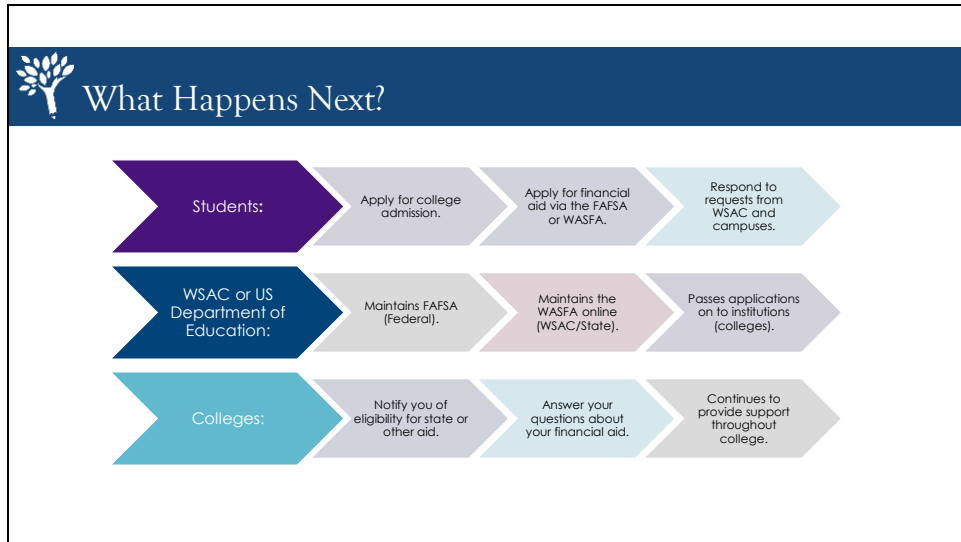 What Happens Next?
Students:
Apply for college
admission.
Apply for financial
aid via the FAFSA
or WASFA.
Respond to
requests from
WSAC and
campuses.
WSAC or US
Department of
Education:
Maintains FAFSA
(Federal).
Maintains the
WASFA online
(WSAC/State).
Passes applications
on to institutions
(colleges).
Colleges:
Notify you of
eligibility for state or
other aid.
Answer your
questions about
your financial aid.
Continues to
provide support
throughout
college.